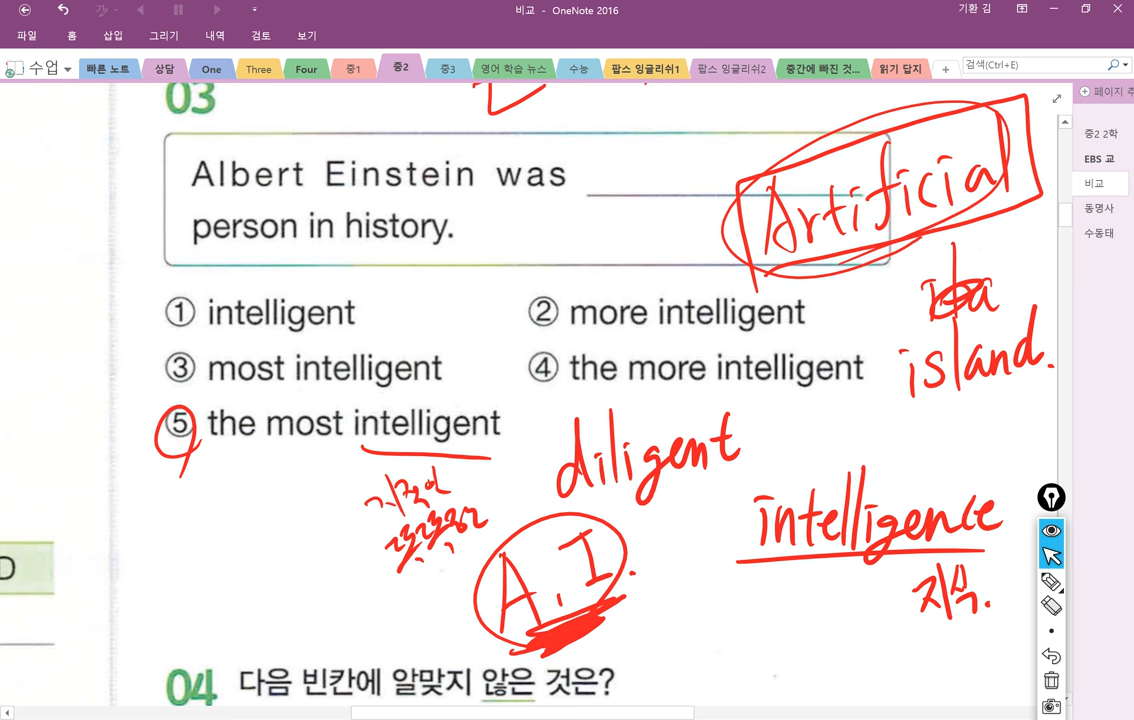 비교 - OneNote 2016
기환 김
파일 홈 삽입 그리기 내역 검토 보기
수업
빠른 노트 상담 One Three Four 중1 중2 중3 영어 학습 뉴스 수능 팝스 잉글리쉬1 팝스 잉글리쉬2 중간에 빠진 것... 읽기 답지
검색(Ctrl+E)
페이지 추
중2 2학
EBS 교
비교
동명사
수동태
03
Albert Einstein was ____________
person in history.
Artificial
① intelligent ② more intelligent
③ most intelligent ④ the more intelligent
⑤ the most intelligent
island.
diligent
intelligence
A. I.
D
04 다음 빈칸에 알맞지 않은 것은?